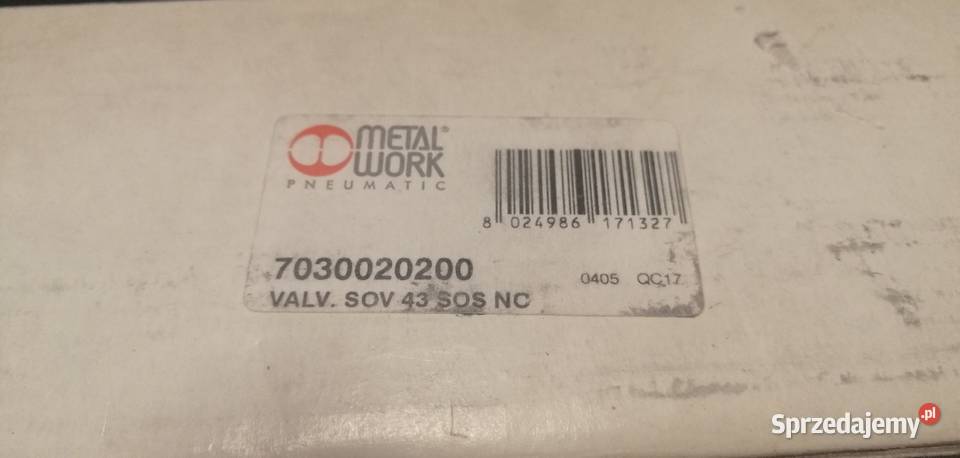 METAL®
WORK
PNEUMATIC
8 024986 171327
7030020200
0405 QC17
VALV. SOV 43 SOS NC
Sprzedajemy.pl